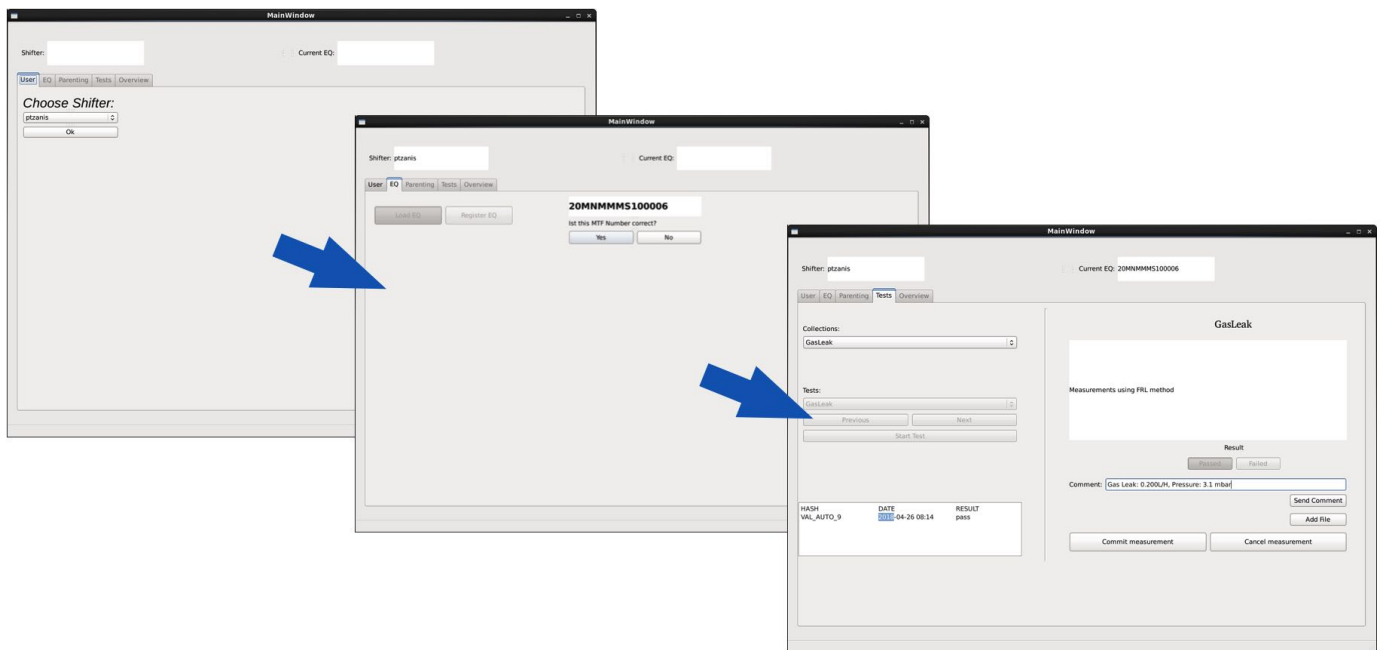 MainWindow
Shifter:
Current EQ:
User EQ Parenting Tests Overview
Choose Shifter:
ptzanis
Ok
MainWindow
Shifter: ptzanis
Current EQ:
User EQ Parenting Tests Overview
Load EQ Register EQ
20MNMMMS100006
Ist this MTF Number correct?
Yes No
MainWindow
Shifter: ptzanis
Current EQ: 20MNMMMS100006
User EQ Parenting Tests Overview
Collections:
GasLeak
Tests:
GasLeak
Previous Next
Start Test
HASH DATE RESULT
VAL_AUTO_9 2018-04-26 08:14 pass
GasLeak
Measurements using FRL method
Result
Passed Failed
Comment: Gas Leak: 0.200L/H, Pressure: 3.1 mbar
Send Comment
Add File
Commit measurement Cancel measurement